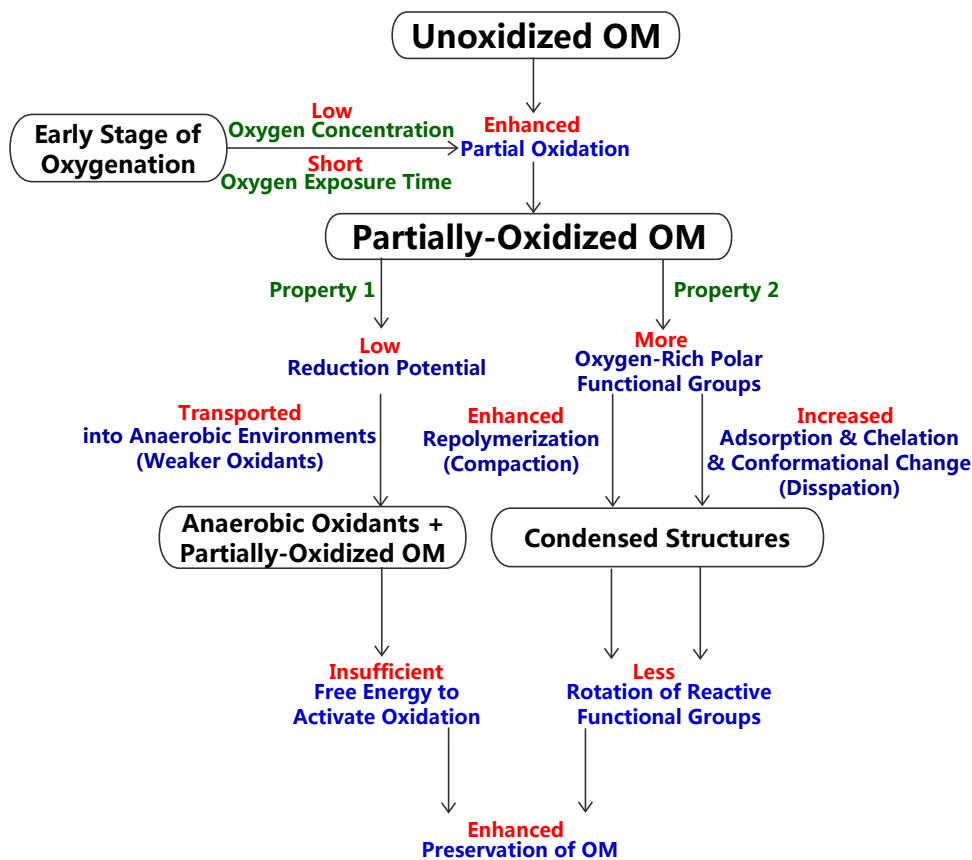 Unoxidized OM
Early Stage of
Oxygenation
Low
Oxygen Concentration
Short
Oxygen Exposure Time
Enhanced
Partial Oxidation
Partially-Oxidized OM
Property 1
Property 2
Low
Reduction Potential
More
Oxygen-Rich Polar
Functional Groups
Transported
into Anaerobic Environments
(Weaker Oxidants)
Enhanced
Repolymerization
(Compaction)
Increased
Adsorption & Chelation
& Conformational Change
(Disspation)
Anaerobic Oxidants +
Partially-Oxidized OM
Condensed Structures
Insufficient
Free Energy to
Activate Oxidation
Less
Rotation of Reactive
Functional Groups
Enhanced
Preservation of OM